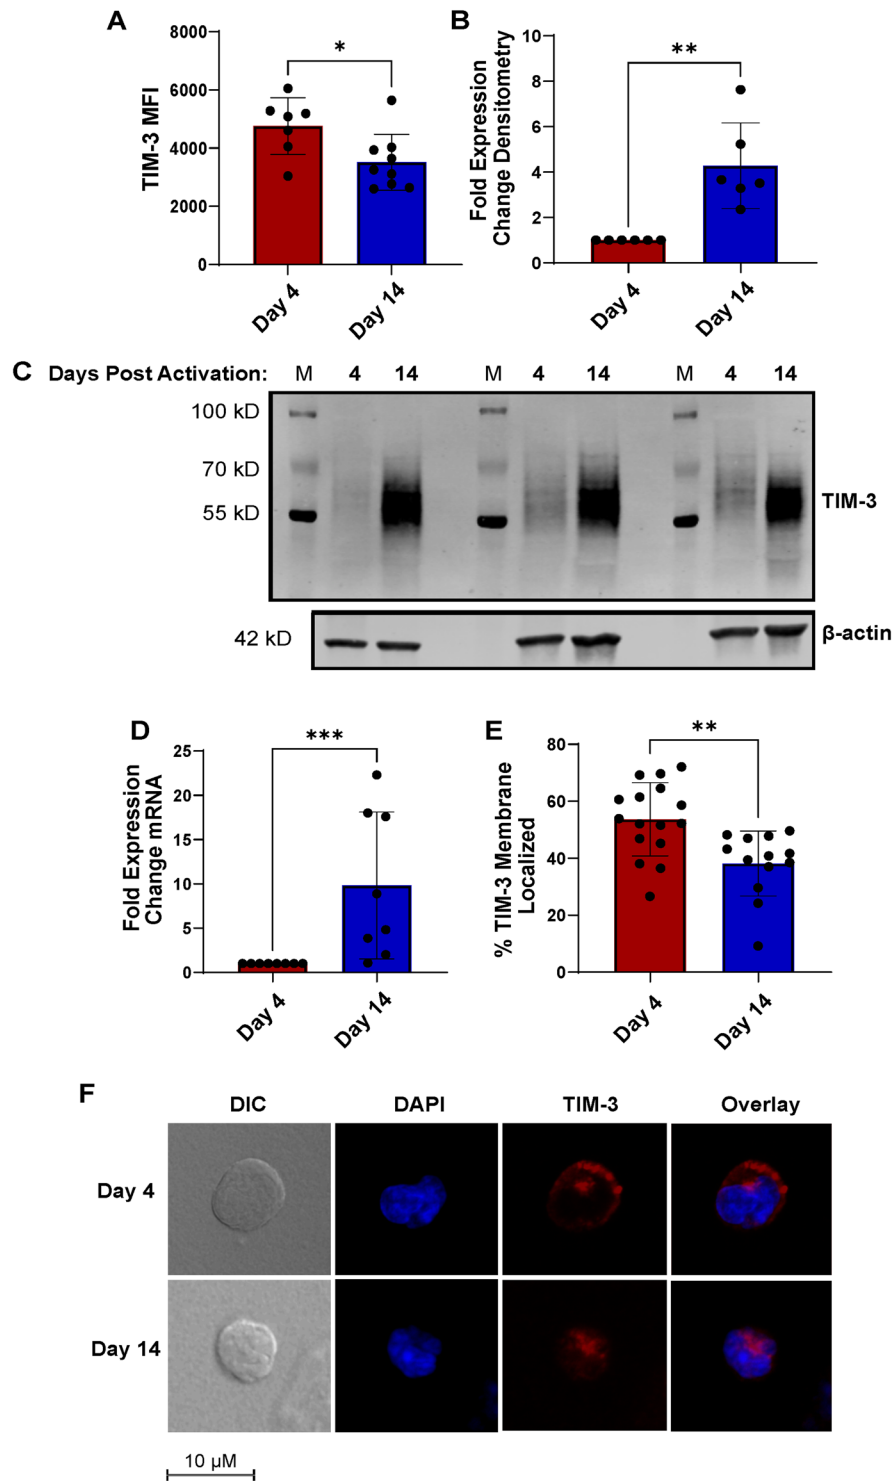 A
8000
6000
4000
2000
0
TIM-3 MFI
*
Day 4
Day 14
B
10
8
6
4
2
0
Fold Expression
Change Densitometry
**
Day 4
Day 14
C
Days Post Activation: M 4 14 M 4 14 M 4 14
100 kD
70 kD
55 kD
TIM-3
42 kD
β-actin
D
25
20
15
10
5
0
Fold Expression
Change mRNA
***
Day 4
Day 14
E
80
60
40
20
0
% TIM-3 Membrane
Localized
**
Day 4
Day 14
F
DIC DAPI TIM-3 Overlay
Day 4
Day 14
10 µM